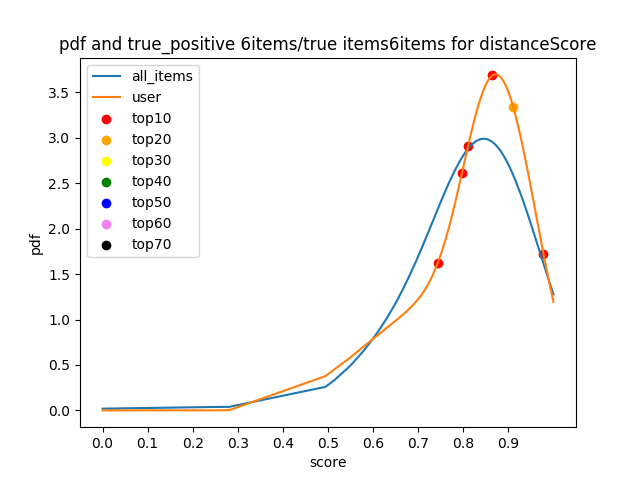 pdf and true_positive 6items/true items6items for distanceScore
all_items
user
top10
top20
top30
top40
top50
top60
top70
pdf
3.5
3.0
2.5
2.0
1.5
1.0
0.5
0.0
0.0 0.1 0.2 0.3 0.4 0.5 0.6 0.7 0.8 0.9
score